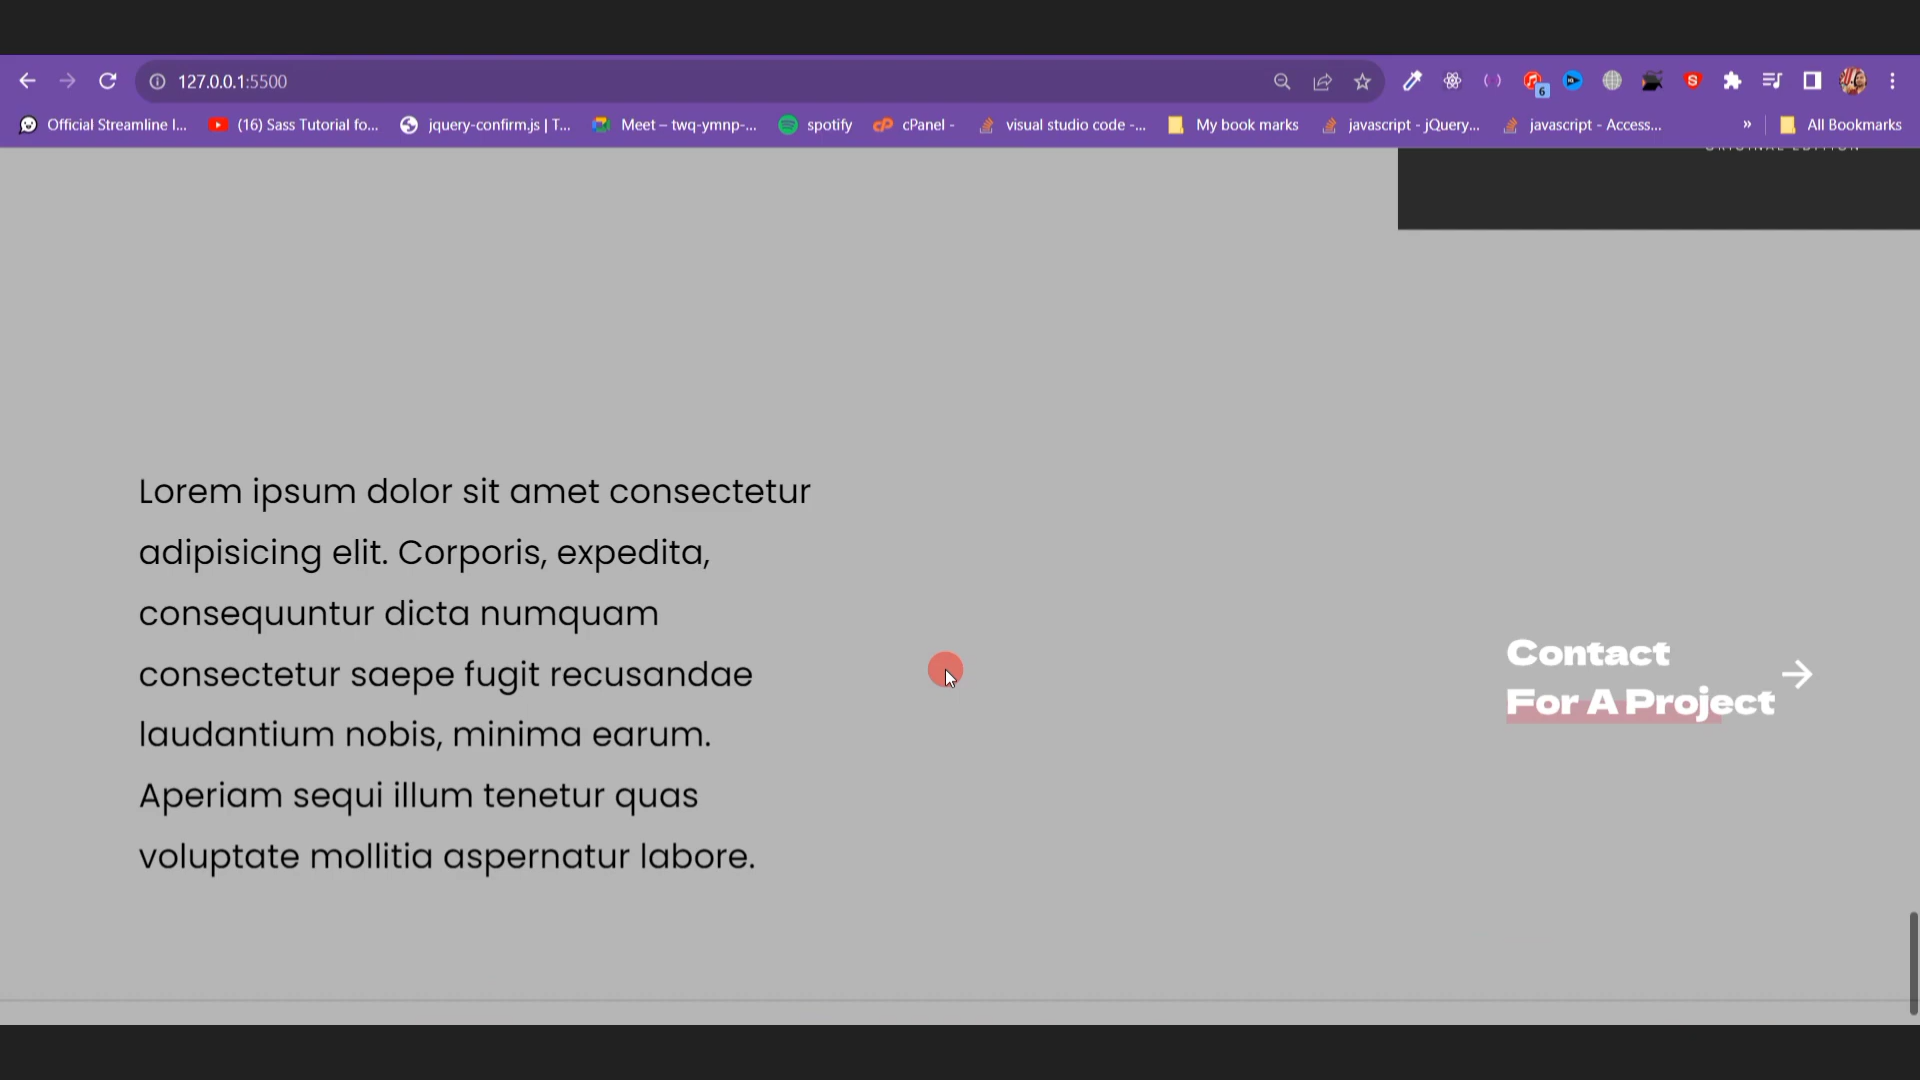 127.0.0.1:5500
6
Official Streamline I...
(16) Sass Tutorial fo...
jquery-confirm.js | T...
Meet – twq-ymnp-...
spotify
cPanel -
visual studio code -...
My book marks
javascript - jQuery...
javascript - Access...
»
All Bookmarks
ORIGINAL EDITION
Lorem ipsum dolor sit amet consectetur
adipisicing elit. Corporis, expedita,
consequuntur dicta numquam
consectetur saepe fugit recusandae
laudantium nobis, minima earum.
Aperiam sequi illum tenetur quas
voluptate mollitia aspernatur labore.
Contact
For A Project